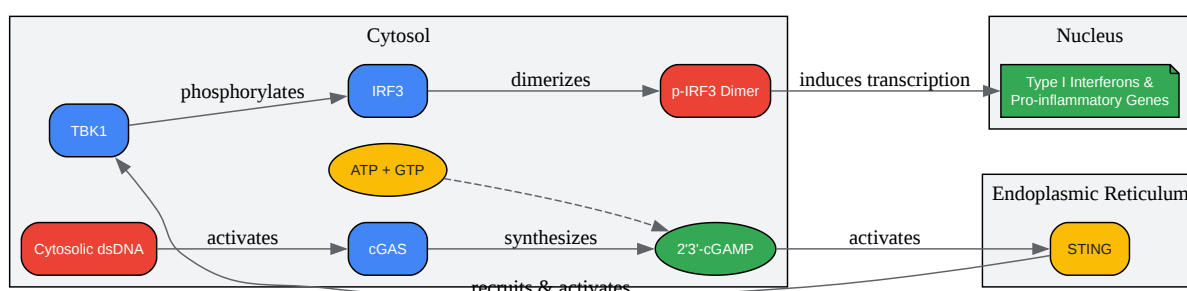 Cytosol
Nucleus
phosphorylates
IRF3
dimerizes
p-IRF3 Dimer
induces transcription
Type I Interferons &
Pro-inflammatory Genes
TBK1
ATP + GTP
Endoplasmic Reticulum
Cytosolic dsDNA
activates
cGAS
synthesizes
2'3'-cGAMP
activates
STING
recruits & activates